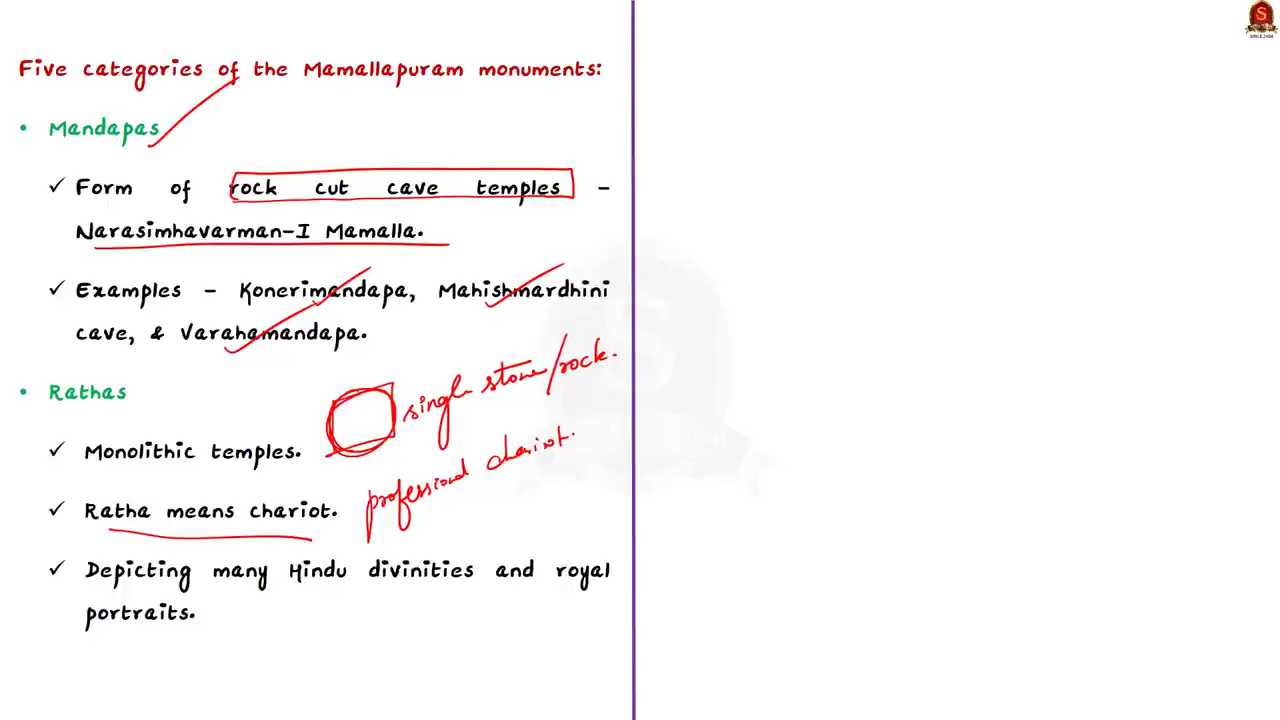 Five categories of the Mamallapuram monuments:
• Mandapas
✓ Form of rock cut cave temples –
Narasimhavarman-I Mamalla.
✓ Examples – Konerimandapa, Mahishmardhini
cave, & Varahamandapa.
single stone/rock.
• Rathas
✓ Monolithic temples.
professional chariot.
✓ Ratha means chariot.
✓ Depicting many Hindu divinities and royal
portraits.
S
SINCE 2004